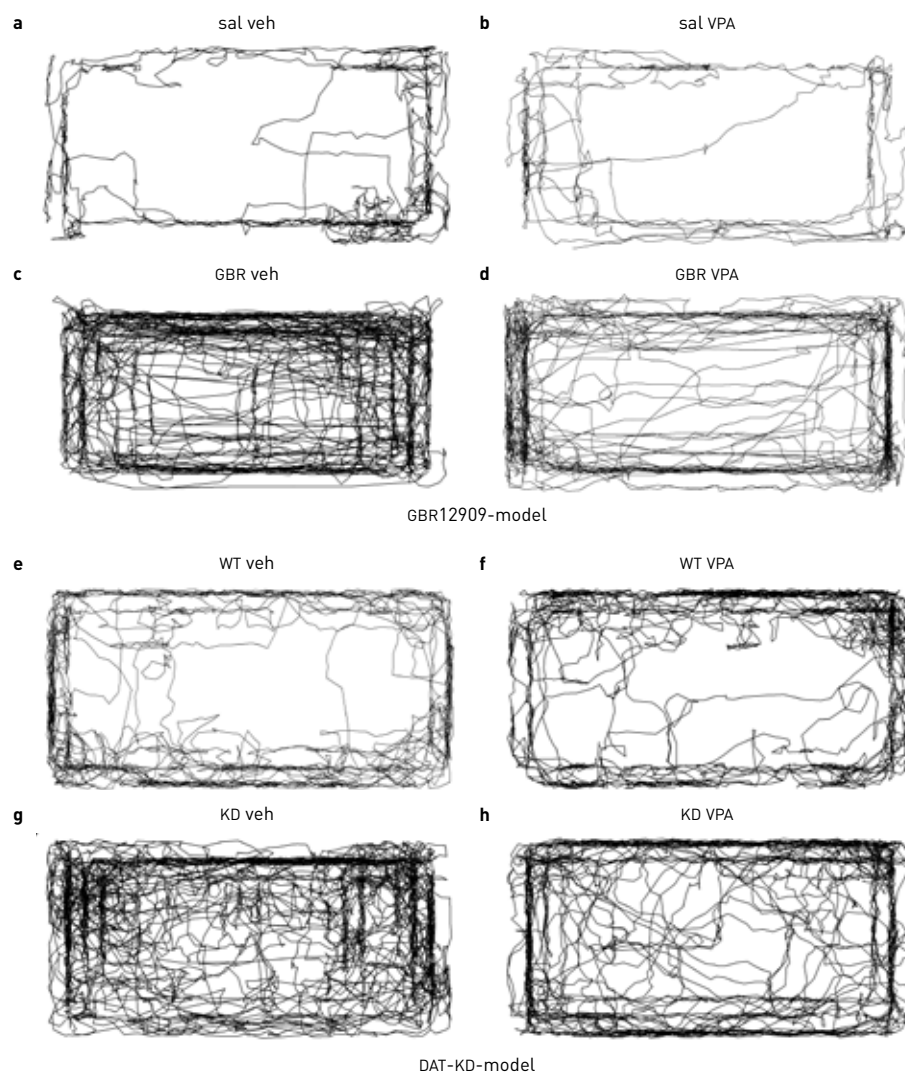 a sal veh
b sal VPA
c GBR veh
d GBR VPA
GBR12909-model
e WT veh
f WT VPA
g KD veh
h KD VPA
DAT-KD-model